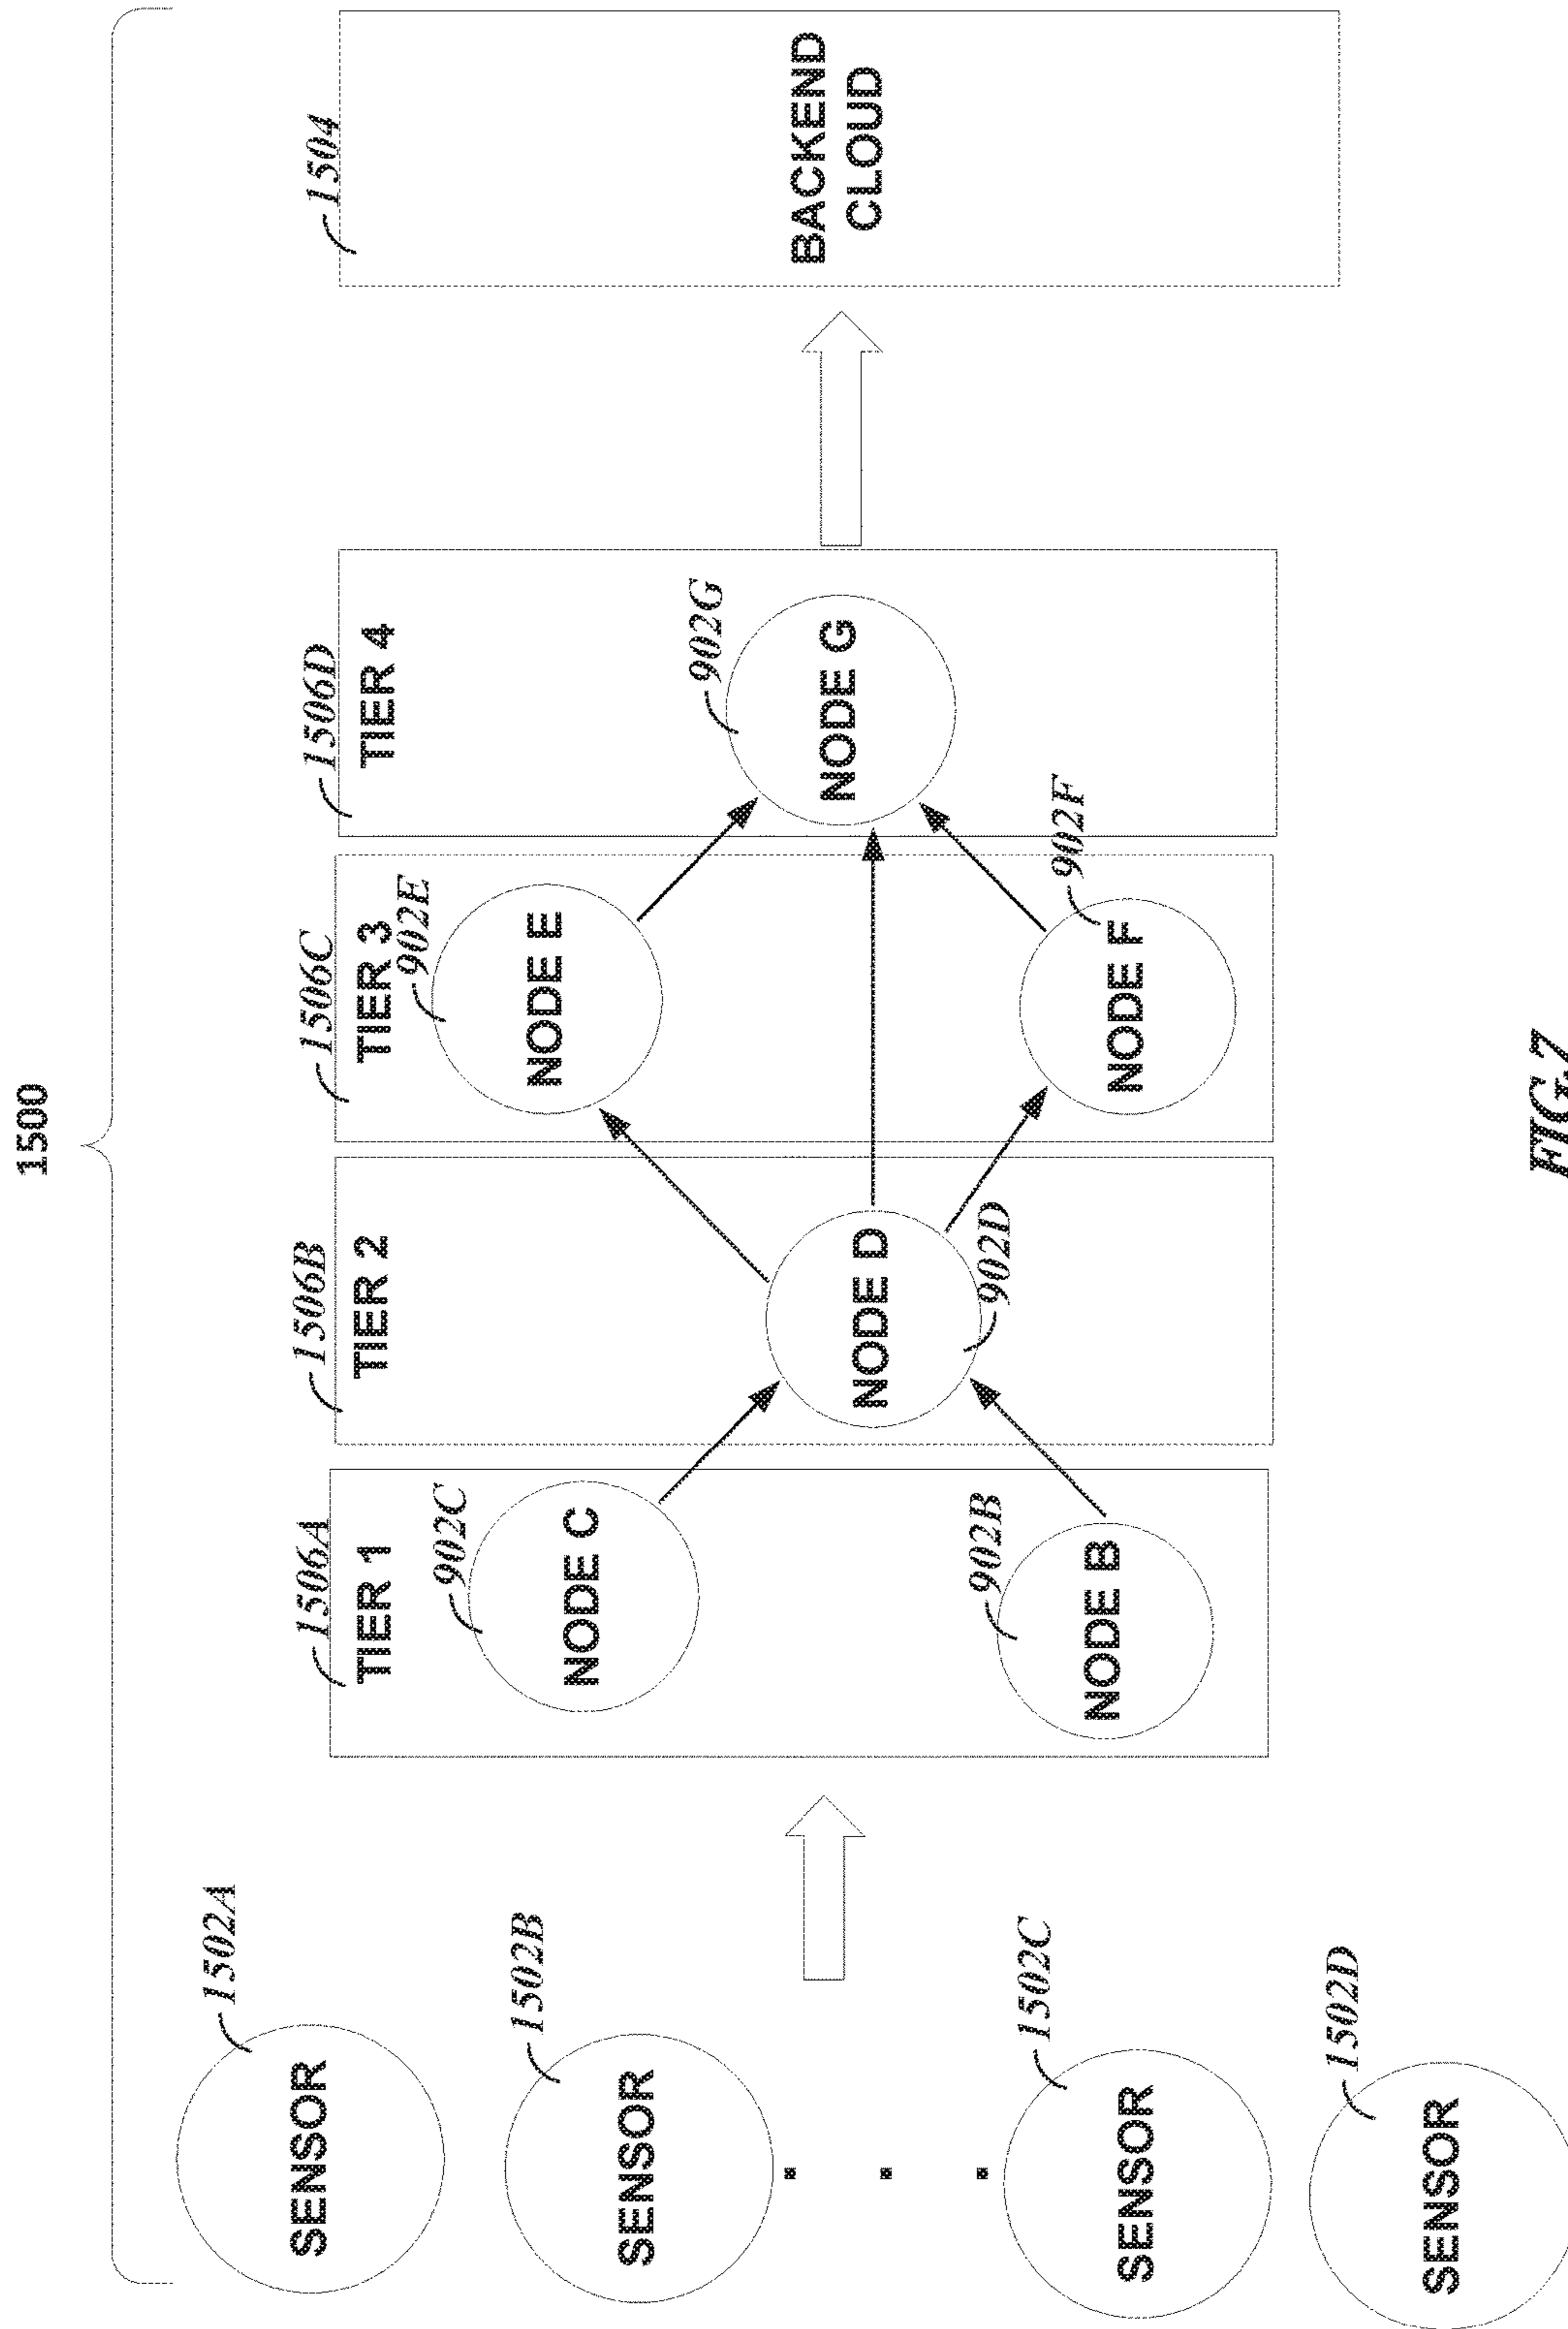 1500
1502A
SENSOR
1502B
SENSOR
1502C
SENSOR
1502D
SENSOR
1506A
TIER 1
902C
NODE C
902B
NODE B
1506B
TIER 2
NODE D
902D
1506C
TIER 3
902E
NODE E
902F
NODE F
1506D
TIER 4
902G
NODE G
1504
BACKEND
CLOUD
FIG.7